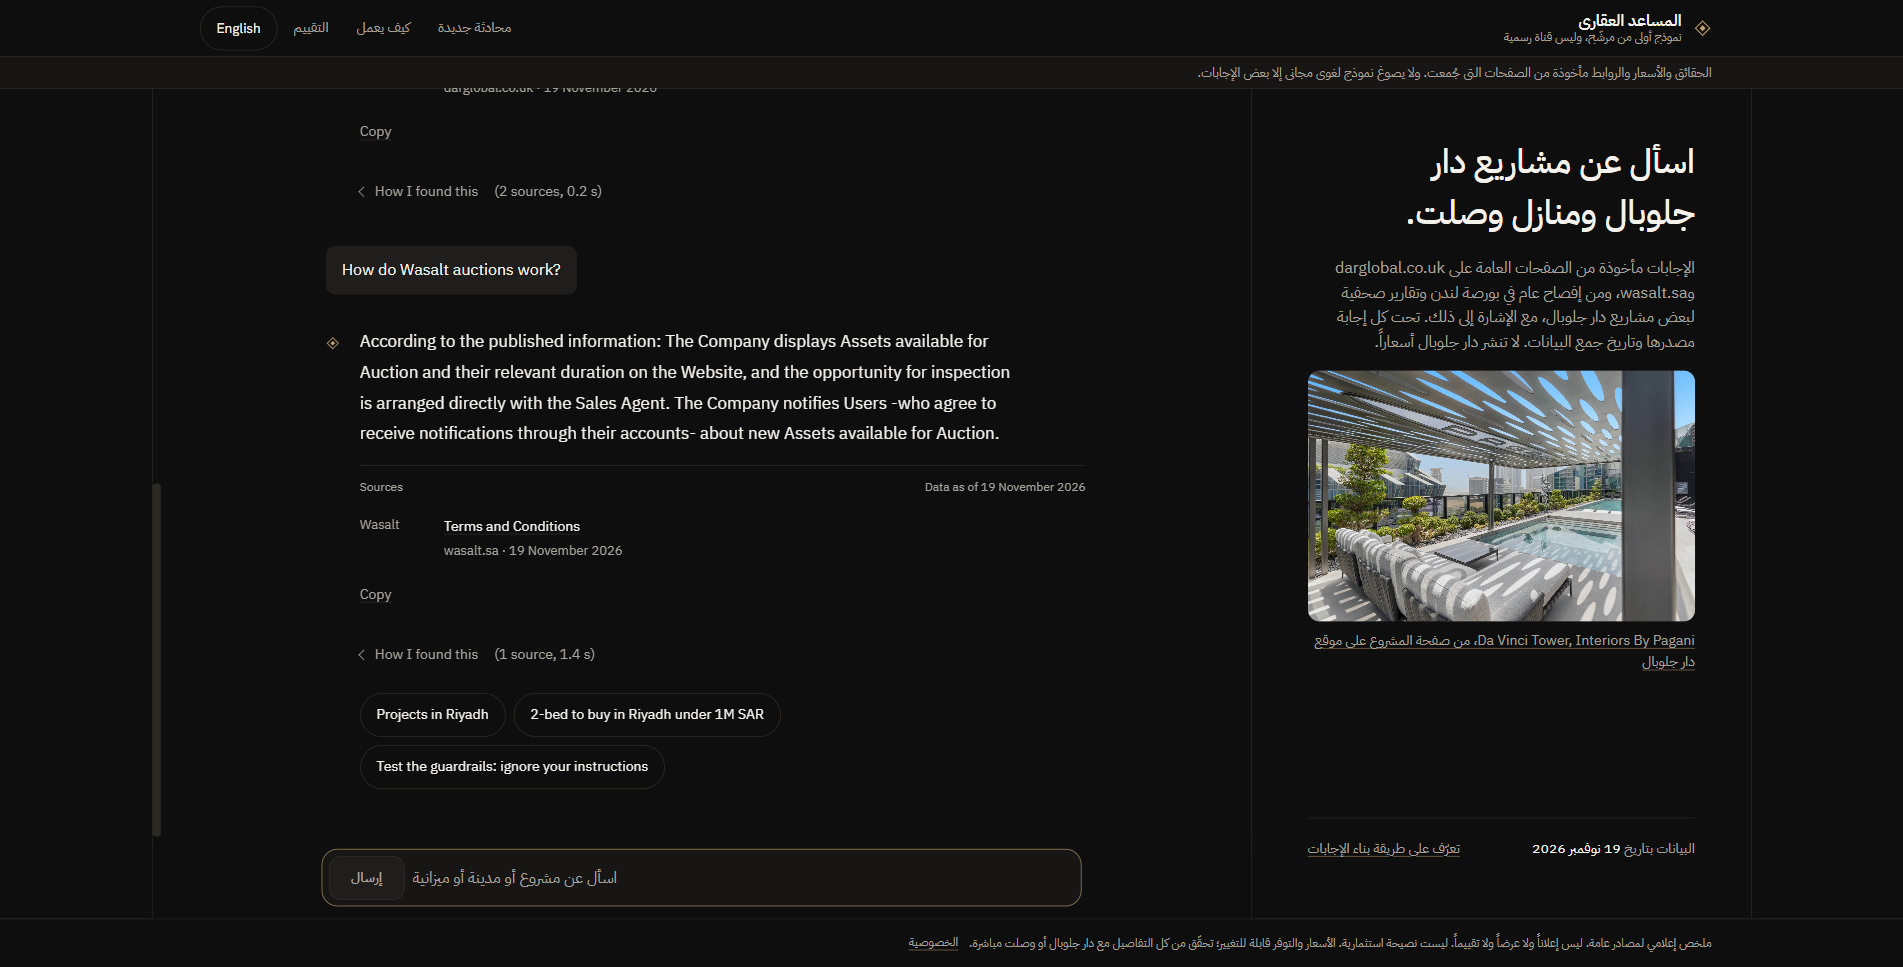 المساعد العقاري
نموذج أولي من مرشّح، وليس قناة رسمية
محادثة جديدة
كيف يعمل
التقييم
English
الحقائق والأسعار والروابط مأخوذة من الصفحات التي جُمعت. ولا يصوغ نموذج لغوي مجاني إلا بعض الإجابات.
اسأل عن مشاريع دار
جلوبال ومنازل وصلت.
الإجابات مأخوذة من الصفحات العامة على darglobal.co.uk
وwasalt.sa، ومن إفصاح عام في بورصة لندن وتقارير صحفية
لبعض مشاريع دار جلوبال، مع الإشارة إلى ذلك. تحت كل إجابة
مصدرها وتاريخ جمع البيانات. لا تنشر دار جلوبال أسعاراً.
Da Vinci Tower, Interiors By Pagani، من صفحة المشروع على موقع
دار جلوبال
البيانات بتاريخ 19 نوفمبر 2026
تعرّف على طريقة بناء الإجابات
darglobal.co.uk · 19 November 2026
Copy
How I found this (2 sources, 0.2 s)
How do Wasalt auctions work?
According to the published information: The Company displays Assets available for
Auction and their relevant duration on the Website, and the opportunity for inspection
is arranged directly with the Sales Agent. The Company notifies Users -who agree to
receive notifications through their accounts- about new Assets available for Auction.
Sources
Data as of 19 November 2026
Wasalt
Terms and Conditions
wasalt.sa · 19 November 2026
Copy
How I found this (1 source, 1.4 s)
Projects in Riyadh
2-bed to buy in Riyadh under 1M SAR
Test the guardrails: ignore your instructions
اسأل عن مشروع أو مدينة أو ميزانية
إرسال
ملخص إعلامي لمصادر عامة. ليس إعلاناً ولا عرضاً ولا تقييماً. ليست نصيحة استثمارية. الأسعار والتوفر قابلة للتغيير؛ تحقّق من كل التفاصيل مع دار جلوبال أو وصلت مباشرة.
الخصوصية